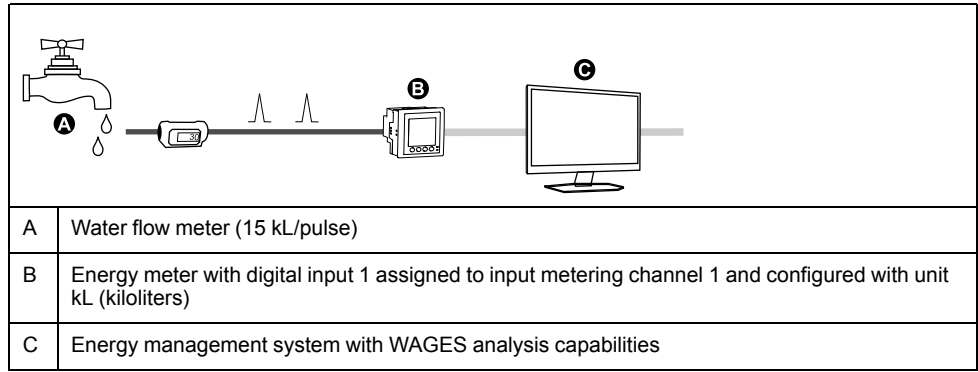 A
30
B
C
A Water flow meter (15 kL/pulse)
B Energy meter with digital input 1 assigned to input metering channel 1 and configured with unit
kL (kiloliters)
C Energy management system with WAGES analysis capabilities